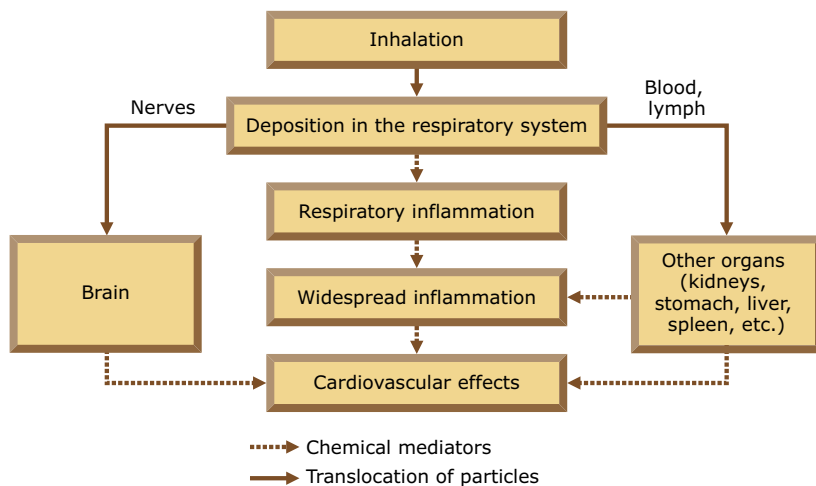 Inhalation
Nerves
Blood,
lymph
Deposition in the respiratory system
Respiratory inflammation
Brain
Widespread inflammation
Other organs
(kidneys,
stomach, liver,
spleen, etc.)
Cardiovascular effects
Chemical mediators
Translocation of particles